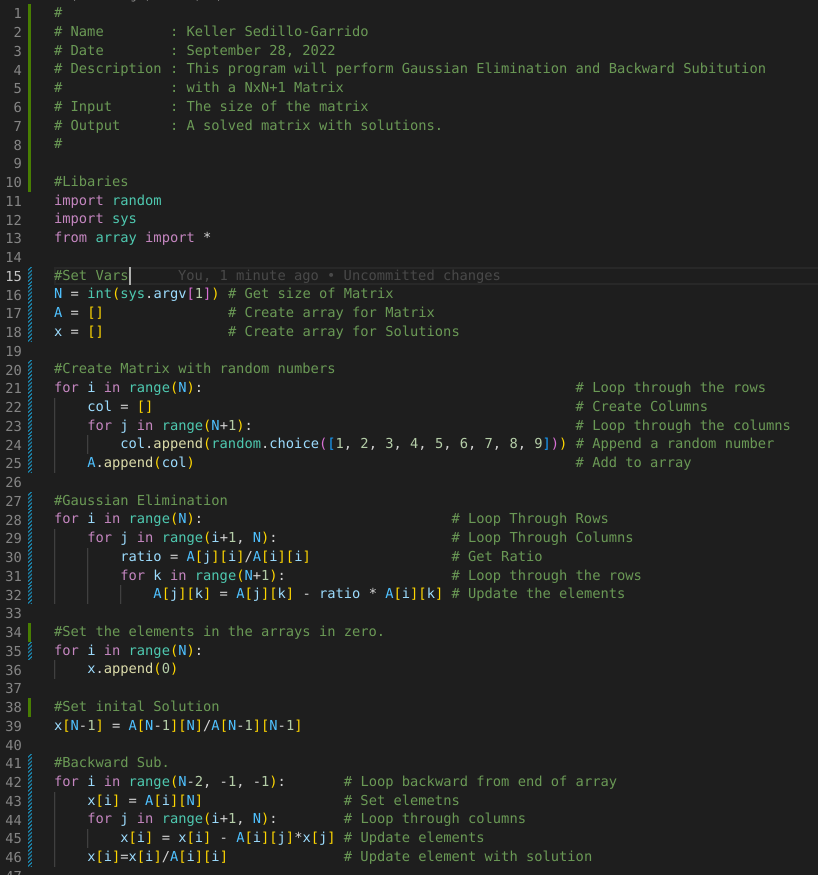 1 #
2 # Name        : Keller Sedillo-Garrido
3 # Date        : September 28, 2022
4 # Description : This program will perform Gaussian Elimination and Backward Subitution
5 #             : with a NxN+1 Matrix
6 # Input       : The size of the matrix
7 # Output      : A solved matrix with solutions.
8 #
9
10 #Libaries
11 import random
12 import sys
13 from array import *
14
15 #Set Vars      You, 1 minute ago • Uncommitted changes
16 N = int(sys.argv[1]) # Get size of Matrix
17 A = []               # Create array for Matrix
18 x = []               # Create array for Solutions
19
20 #Create Matrix with random numbers
21 for i in range(N):                                             # Loop through the rows
22     col = []                                                   # Create Columns
23     for j in range(N+1):                                       # Loop through the columns
24         col.append(random.choice([1, 2, 3, 4, 5, 6, 7, 8, 9])) # Append a random number
25     A.append(col)                                              # Add to array
26
27 #Gaussian Elimination
28 for i in range(N):                              # Loop Through Rows
29     for j in range(i+1, N):                     # Loop Through Columns
30         ratio = A[j][i]/A[i][i]                 # Get Ratio
31         for k in range(N+1):                    # Loop through the rows
32             A[j][k] = A[j][k] - ratio * A[i][k] # Update the elements
33
34 #Set the elements in the arrays in zero.
35 for i in range(N):
36     x.append(0)
37
38 #Set inital Solution
39 x[N-1] = A[N-1][N]/A[N-1][N-1]
40
41 #Backward Sub.
42 for i in range(N-2, -1, -1):       # Loop backward from end of array
43     x[i] = A[i][N]                 # Set elemetns
44     for j in range(i+1, N):        # Loop through columns
45         x[i] = x[i] - A[i][j]*x[j] # Update elements
46     x[i]=x[i]/A[i][i]              # Update element with solution